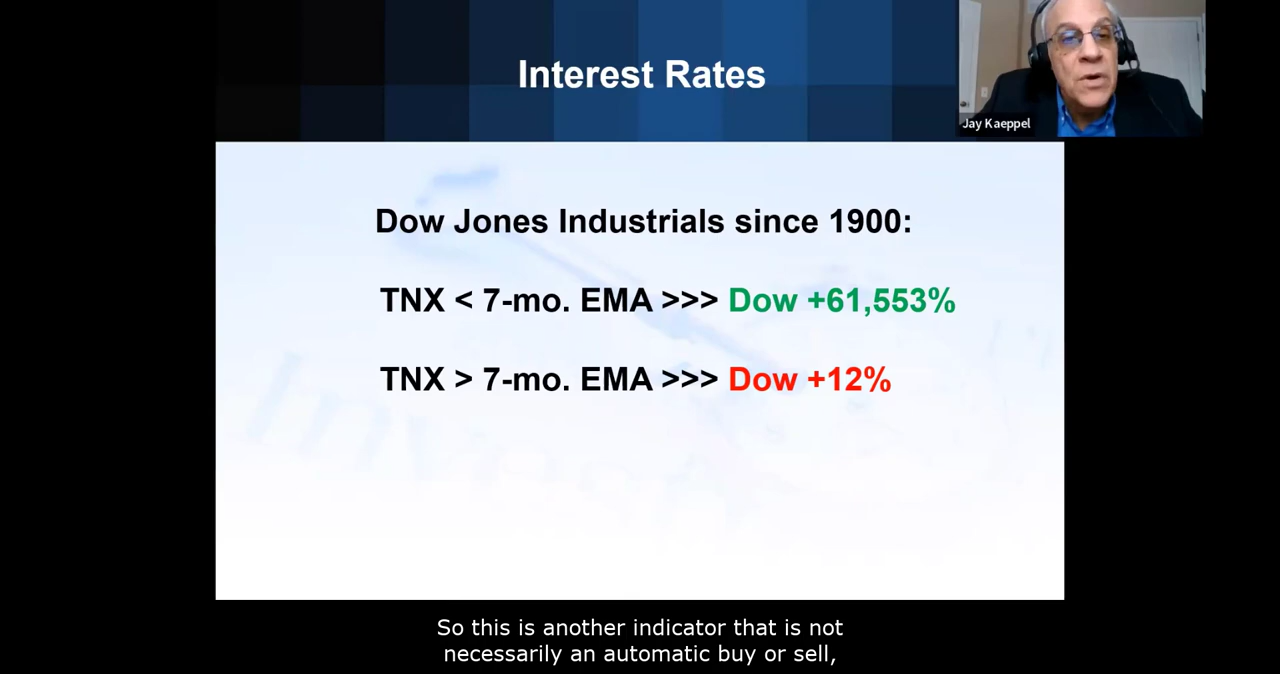 Interest Rates
Jay Kaeppel
Dow Jones Industrials since 1900:
TNX < 7-mo. EMA >>> Dow +61,553%
TNX > 7-mo. EMA >>> Dow +12%
So this is another indicator that is not
necessarily an automatic buy or sell,